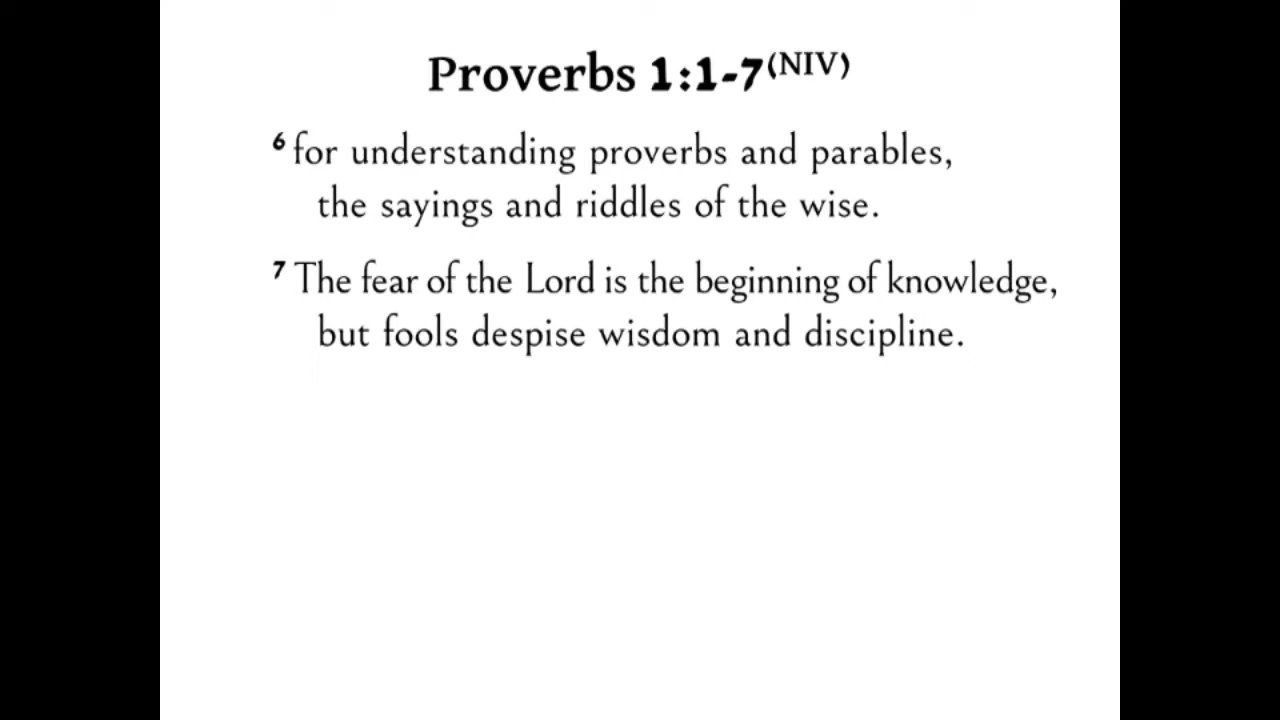 Proverbs 1:1-7 (NIV)
6 for understanding proverbs and parables,
the sayings and riddles of the wise.
7 The fear of the Lord is the beginning of knowledge,
but fools despise wisdom and discipline.